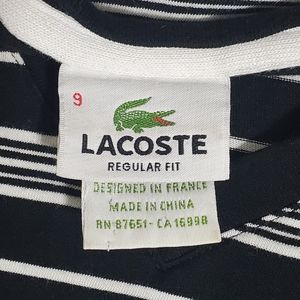 9
LACOSTE
REGULAR FIT
DESIGNED IN FRANCE
MADE IN CHINA
RN 87651 - CA 16998